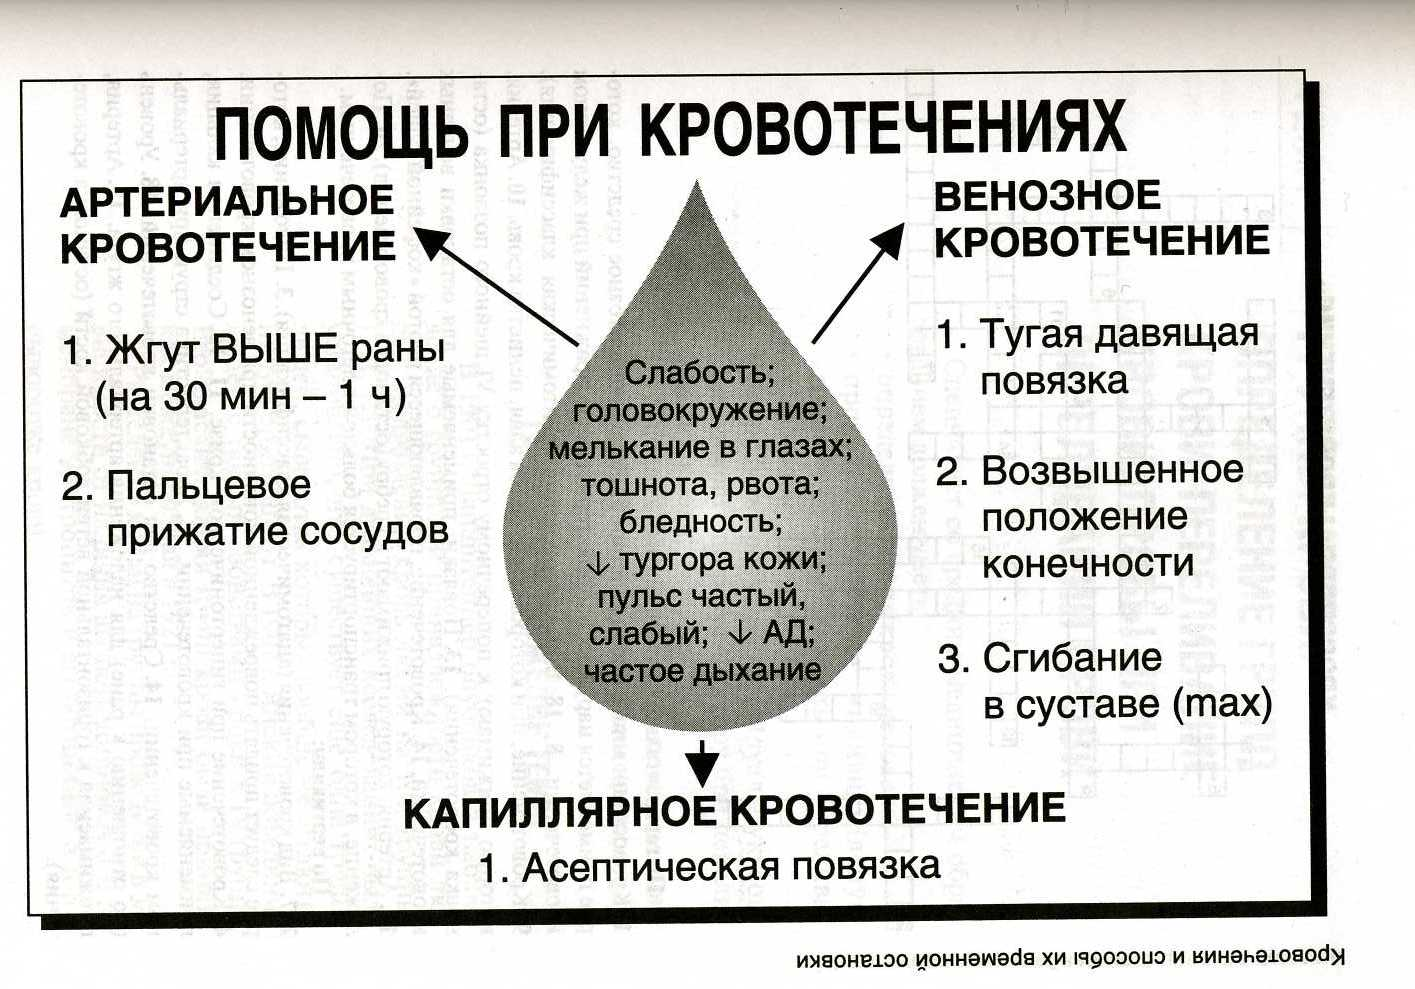 ПОМОЩЬ ПРИ КРОВОТЕЧЕНИЯХ
АРТЕРИАЛЬНОЕ
КРОВОТЕЧЕНИЕ
1. Жгут ВЫШЕ раны
(на 30 мин – 1 ч)
2. Пальцевое
прижатие сосудов
Слабость;
головокружение;
мелькание в глазах;
тошнота, рвота;
бледность;
↓ тургора кожи;
пульс частый,
слабый; ↓ АД;
частое дыхание
ВЕНОЗНОЕ
КРОВОТЕЧЕНИЕ
1. Тугая давящая
повязка
2. Возвышенное
положение
конечности
3. Сгибание
в суставе (max)
КАПИЛЛЯРНОЕ КРОВОТЕЧЕНИЕ
1. Асептическая повязка
Кровотечения и способы их временной остановки